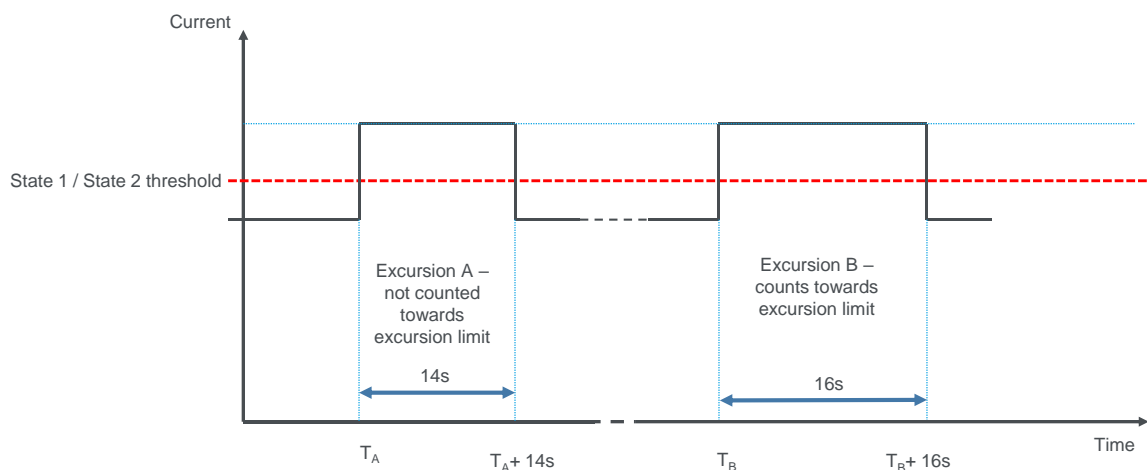 Current
State 1 / State 2 threshold
Excursion A –
not counted
towards
excursion limit
Excursion B –
counts towards
excursion limit
14s
16s
Time
T_A
T_A+ 14s
T_B
T_B+ 16s